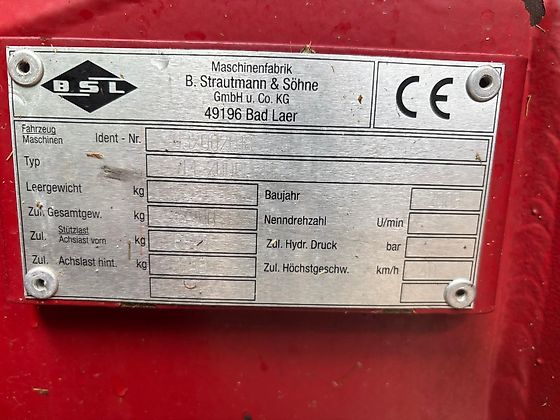 BSL
Maschinenfabrik
B. Strautmann & Söhne
GmbH u. Co. KG
49196 Bad Laer
CE
Fahrzeug
Maschinen Ident - Nr.
Typ
Leergewicht kg
Zul. Gesamtgew. kg
Zul. Stützlast
Achslast vorn kg
Zul. Achslast hint. kg
Baujahr
Nenndrehzahl U/min
Zul. Hydr. Druck bar
Zul. Höchstgeschw. km/h